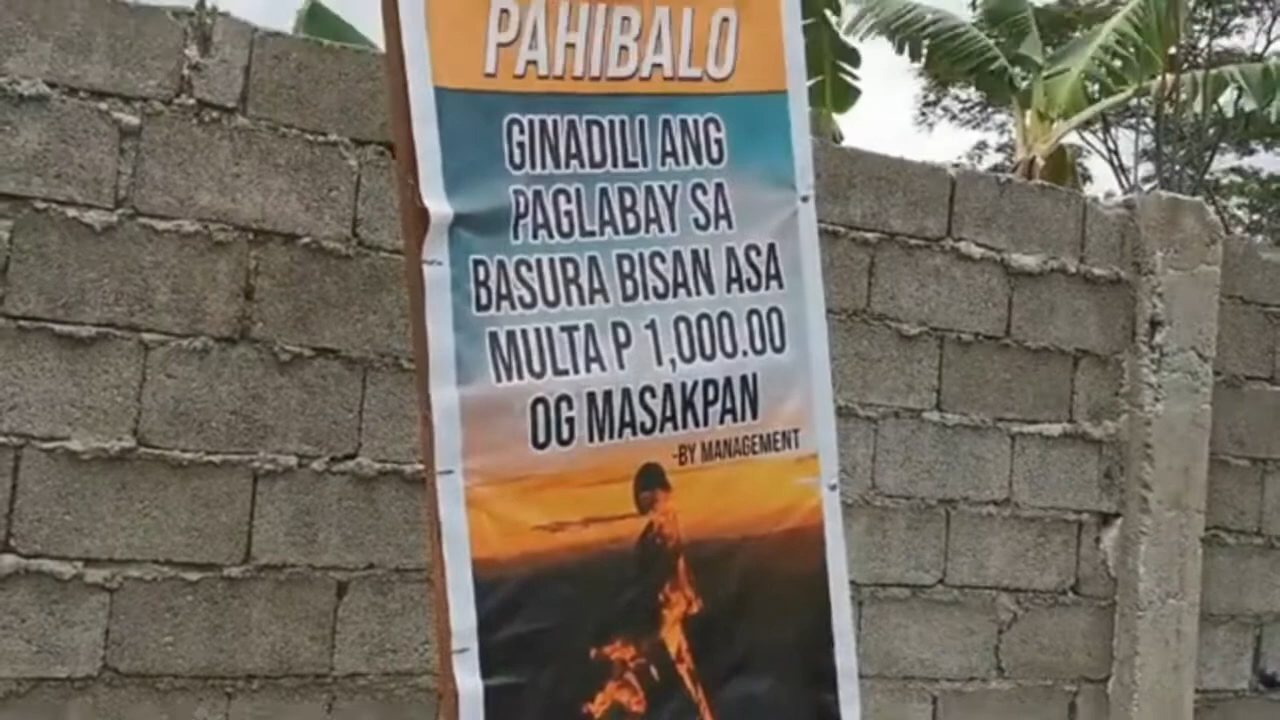 PAHIBALO
GINADILI ANG
PAGLABAY SA
BASURA BISAN ASA
MULTA P 1,000.00
OG MASAKPAN
-BY MANAGEMENT